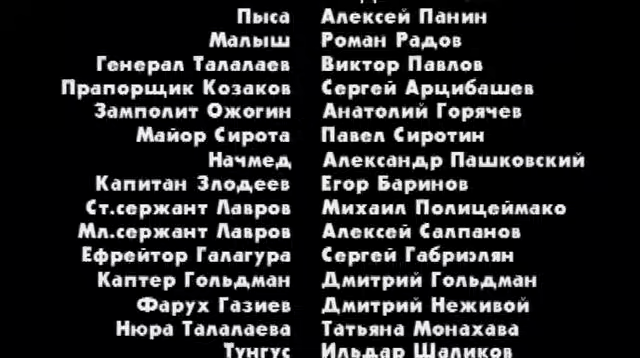 Пыса Алексей Панин
Малыш Роман Радов
Генерал Талалаев Виктор Павлов
Прапорщик Козаков Сергей Арцибашев
Замполит Ожогин Анатолий Горячев
Майор Сирота Павел Сиротин
Начмед Александр Пашковский
Капитан Злодеев Егор Баринов
Ст.сержант Лавров Михаил Полицеймако
Мл.сержант Лавров Алексей Салпанов
Ефрейтор Галагура Сергей Габриэлян
Каптер Гольдман Дмитрий Гольдман
Фарух Газиев Дмитрий Неживой
Нюра Талалаева Татьяна Монахава
Тунгус Ильдар Шаликов